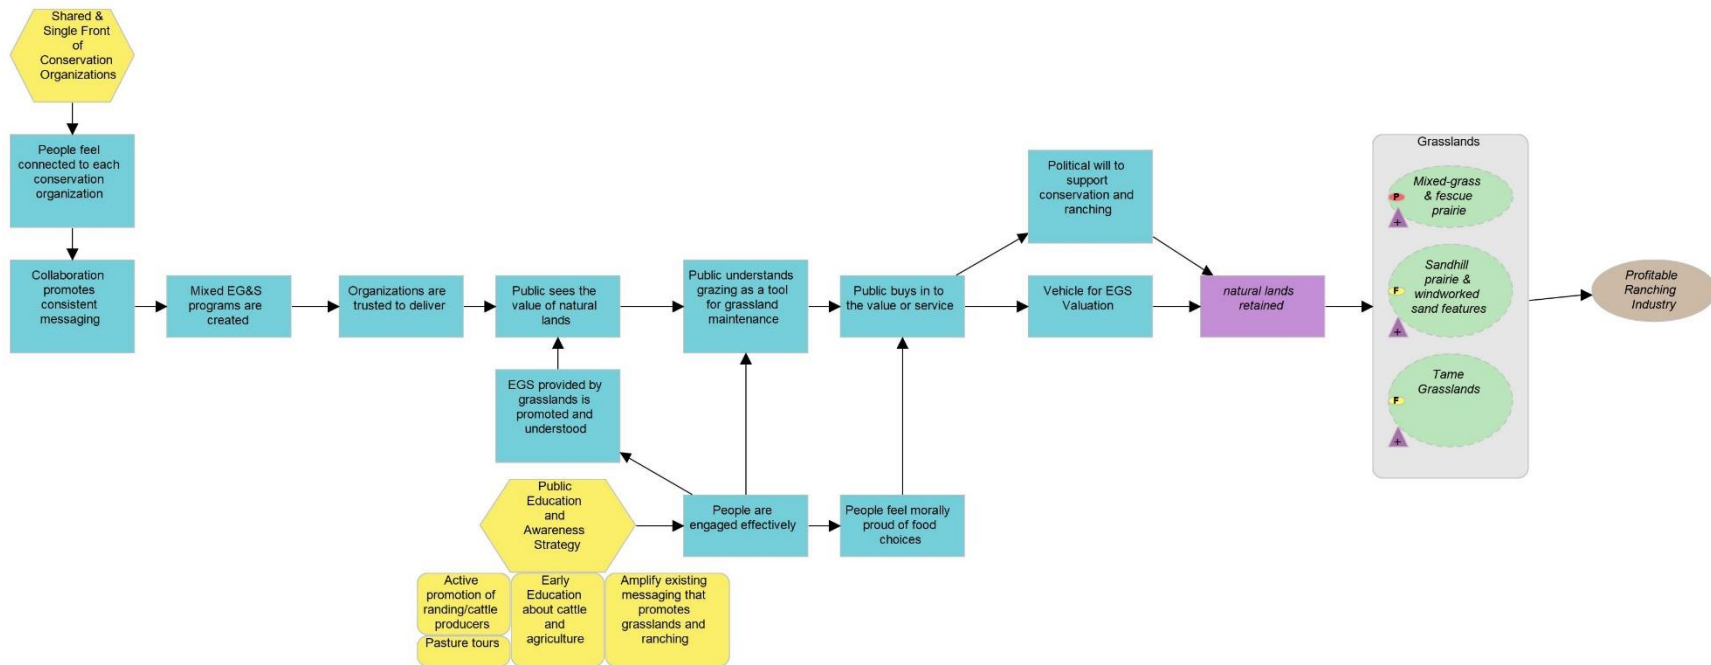 Shared &
Single Front
of
Conservation
Organizations
People feel
connected to each
conservation
organization
Collaboration
promotes
consistent
messaging
Mixed EG&S
programs are
created
Organizations are
trusted to deliver
Public sees the
value of natural
lands
EGS provided by
grasslands is
promoted and
understood
Public
Education
and
Awareness
Strategy
Active
promotion of
randing/cattle
producers
Pasture tours
Early
Education
about cattle
and
agriculture
Amplify existing
messaging that
promotes
grasslands and
ranching
People are
engaged effectively
People feel morally
proud of food
choices
Public understands
grazing as a tool
for grassland
maintenance
Public buys in to
the value or service
Political will to
support
conservation and
ranching
Vehicle for EGS
Valuation
natural lands
retained
Grasslands
Mixed-grass
& fescue
prairie
P
+
Sandhill
prairie &
windworked
sand features
F
+
Tame
Grasslands
F
+
Profitable
Ranching
Industry